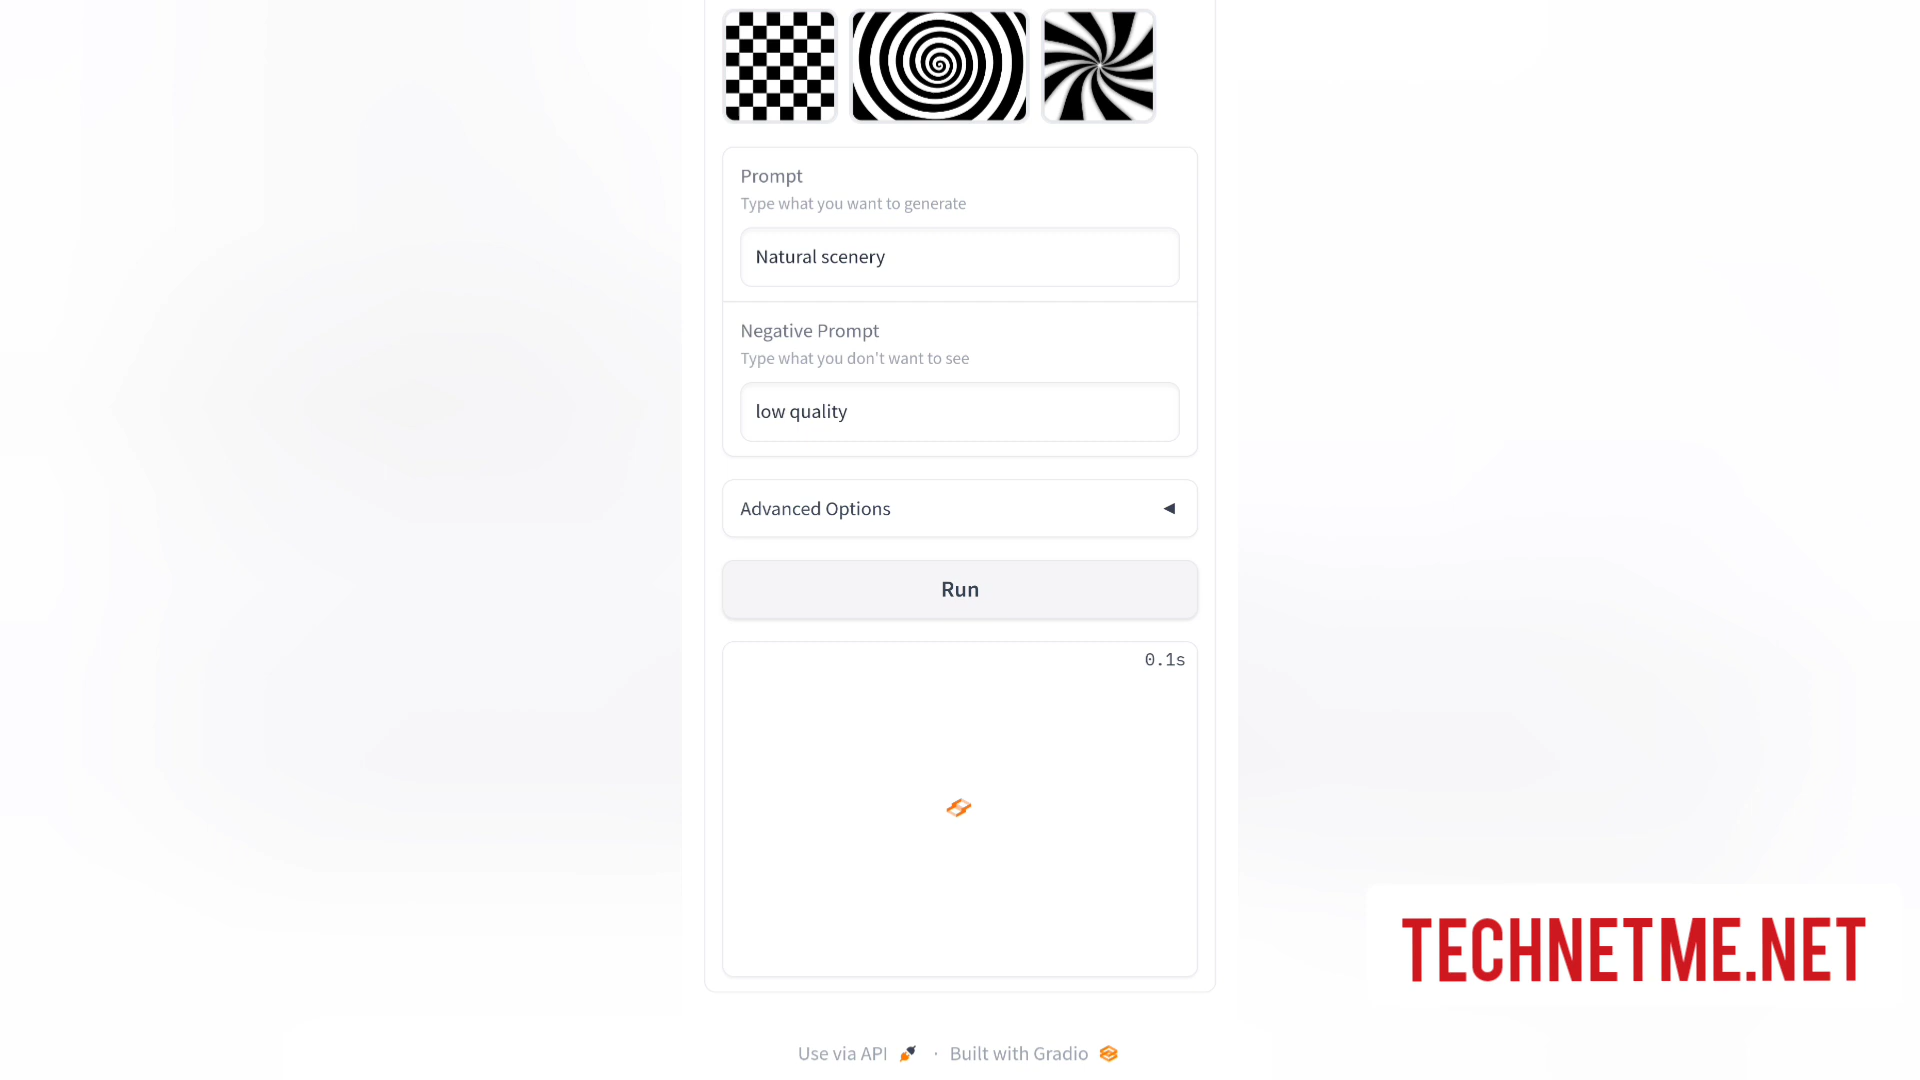 Prompt
Type what you want to generate
Natural scenery
Negative Prompt
Type what you don't want to see
low quality
Advanced Options
Run
0.1s
TECHNETME.NET
Use via API · Built with Gradio